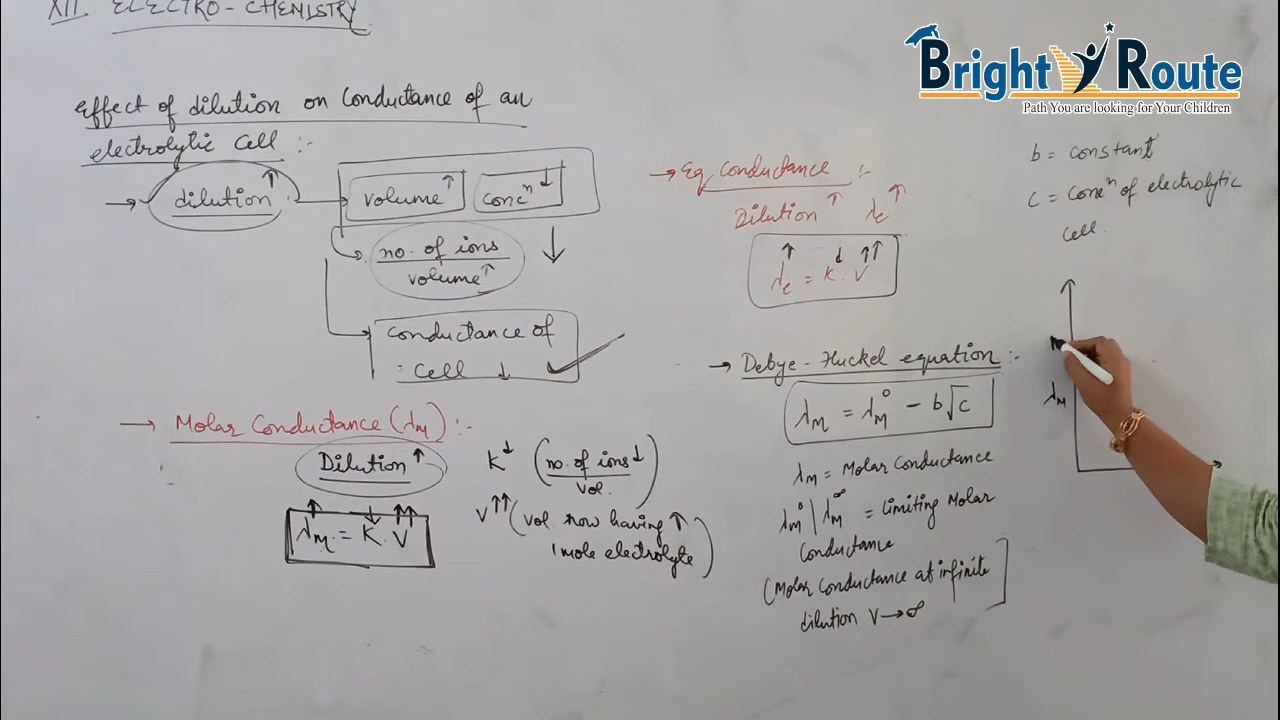 XII ELECTRO-CHEMISTRY
Bright Route
Path You are looking for Your Children
effect of dilution on Conductance of an
electrolytic Cell :-
→ dilution↑ → volume↑ concⁿ↓
no. of ions ↓
volume↑
conductance of
cell ↓ ✓
→ Molar Conductance (λM) :-
Dilution↑
λM = K. V
K↓ (no. of ions↓
Vol.)
V↑↑ (Vol. now having ↑
1 mole electrolyte)
→ Eq Conductance :-
Dilution ↑ λe ↑
λe = K. V
→ Debye-Huckel equation :-
λM = λM° - b√c
λM = Molar Conductance
λM° | λM∞ = limiting Molar
Conductance
(Molar Conductance at infinite
dilution V→∞)
b = constant
c = Concⁿ of electrolytic
Cell.
λM